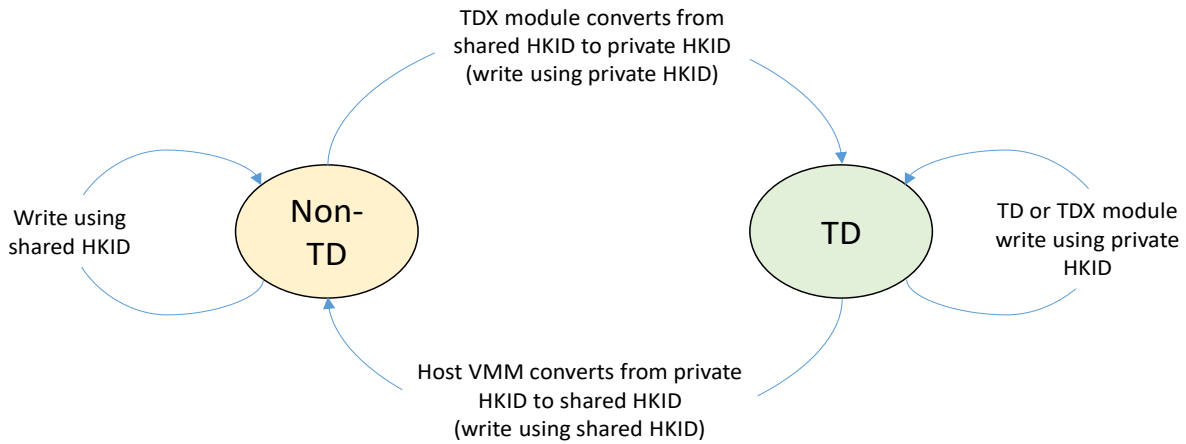 TDX module converts from
shared HKID to private HKID
(write using private HKID)
Write using
shared HKID
Non-
TD
TD
TD or TDX module
write using private
HKID
Host VMM converts from private
HKID to shared HKID
(write using shared HKID)